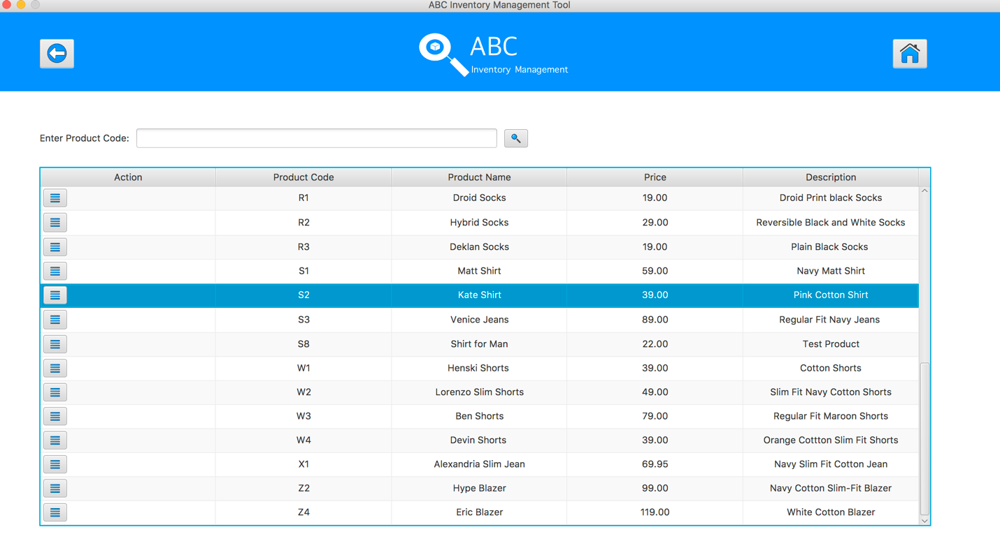 ABC Inventory Management Tool
ABC
Inventory Management
Enter Product Code:
Action Product Code Product Name Price Description
R1 Droid Socks 19.00 Droid Print black Socks
R2 Hybrid Socks 29.00 Reversible Black and White Socks
R3 Deklan Socks 19.00 Plain Black Socks
S1 Matt Shirt 59.00 Navy Matt Shirt
S2 Kate Shirt 39.00 Pink Cotton Shirt
S3 Venice Jeans 89.00 Regular Fit Navy Jeans
S8 Shirt for Man 22.00 Test Product
W1 Henski Shorts 39.00 Cotton Shorts
W2 Lorenzo Slim Shorts 49.00 Slim Fit Navy Cotton Shorts
W3 Ben Shorts 79.00 Regular Fit Maroon Shorts
W4 Devin Shorts 39.00 Orange Cottton Slim Fit Shorts
X1 Alexandria Slim Jean 69.95 Navy Slim Fit Cotton Jean
Z2 Hype Blazer 99.00 Navy Cotton Slim-Fit Blazer
Z4 Eric Blazer 119.00 White Cotton Blazer